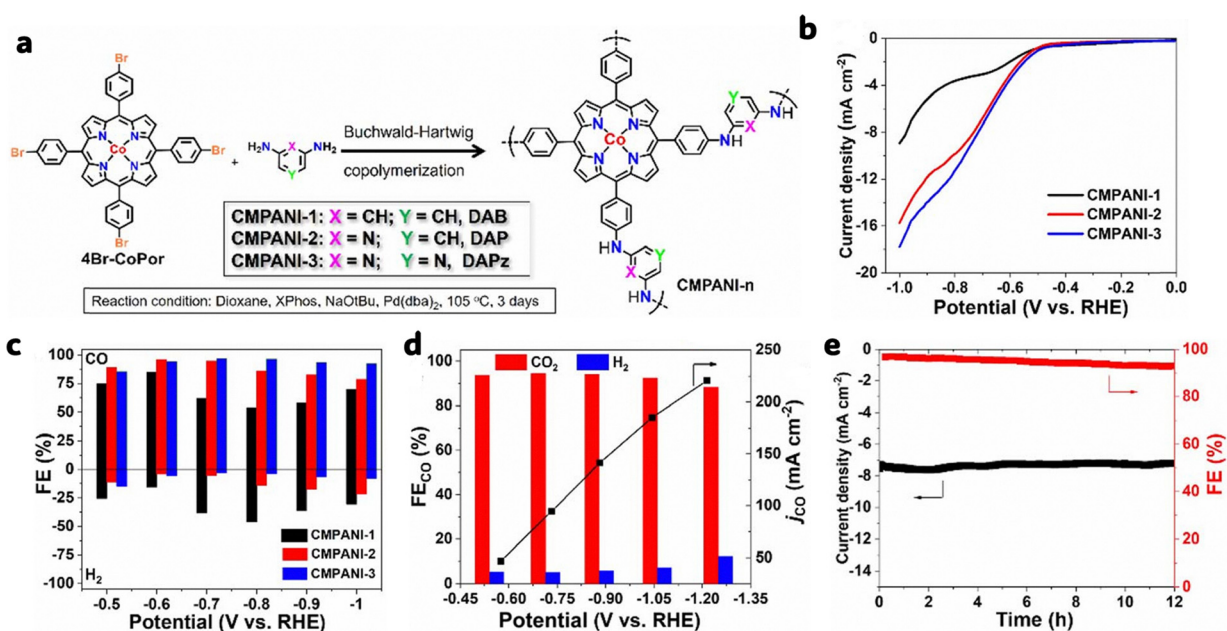 a
Br
Br
Br
Br
N
N
N
N
Co
4Br-CoPor
+
H₂N
X
Y
NH₂
Buchwald-Hartwig
copolymerization
CMPANI-1: X = CH; Y = CH, DAB
CMPANI-2: X = N; Y = CH, DAP
CMPANI-3: X = N; Y = N, DAPz
Reaction condition: Dioxane, XPhos, NaOtBu, Pd(dba)₂, 105 °C, 3 days
N
N
N
N
Co
N
H
Y
X
N
H
HN
Y
X
HN
CMPANI-n
b
Current density (mA cm⁻²)
0
-4
-8
-12
-16
-20
CMPANI-1
CMPANI-2
CMPANI-3
-1.0 -0.8 -0.6 -0.4 -0.2 0.0
Potential (V vs. RHE)
c
FE (%)
100
75
50
25
0
-25
-50
-75
-100
CO
H₂
CMPANI-1
CMPANI-2
CMPANI-3
-0.5 -0.6 -0.7 -0.8 -0.9 -1
Potential (V vs. RHE)
d
CO₂ H₂
FE_CO (%)
100
80
60
40
20
0
j_CO (mA cm⁻²)
250
200
150
100
50
-0.45 -0.60 -0.75 -0.90 -1.05 -1.20 -1.35
Potential (V vs. RHE)
e
Current density (mA cm⁻²)
0
-2
-4
-6
-8
-10
-12
-14
FE (%)
100
80
60
40
20
0
0 2 4 6 8 10 12
Time (h)